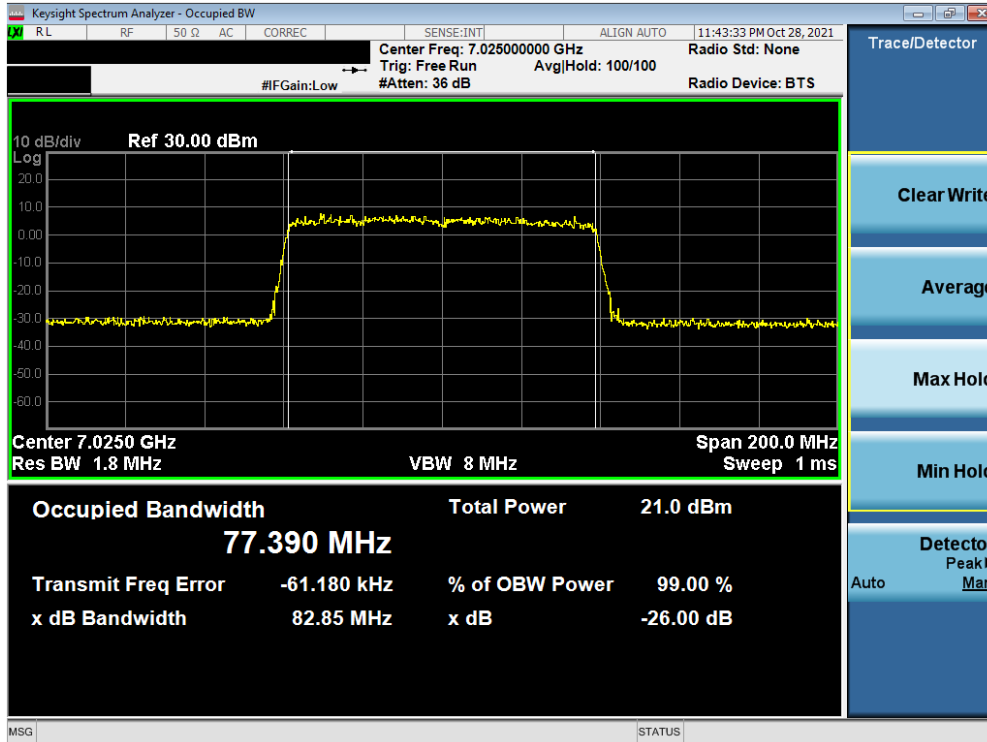 Keysight Spectrum Analyzer - Occupied BW
LXI RL RF 50 Ω AC CORREC SENSE:INT ALIGN AUTO 11:43:33 PM Oct 28, 2021
Center Freq: 7.025000000 GHz Radio Std: None
Trig: Free Run Avg|Hold: 100/100
#IFGain:Low #Atten: 36 dB Radio Device: BTS
Trace/Detector
10 dB/div Ref 30.00 dBm
Log
20.0
10.0
0.00
-10.0
-20.0
-30.0
-40.0
-50.0
-60.0
Center 7.0250 GHz Span 200.0 MHz
Res BW 1.8 MHz VBW 8 MHz Sweep 1 ms
Occupied Bandwidth Total Power 21.0 dBm
77.390 MHz
Transmit Freq Error -61.180 kHz % of OBW Power 99.00 %
x dB Bandwidth 82.85 MHz x dB -26.00 dB
Clear Write
Average
Max Hold
Min Hold
Detecto
Peak
Auto Man
MSG STATUS